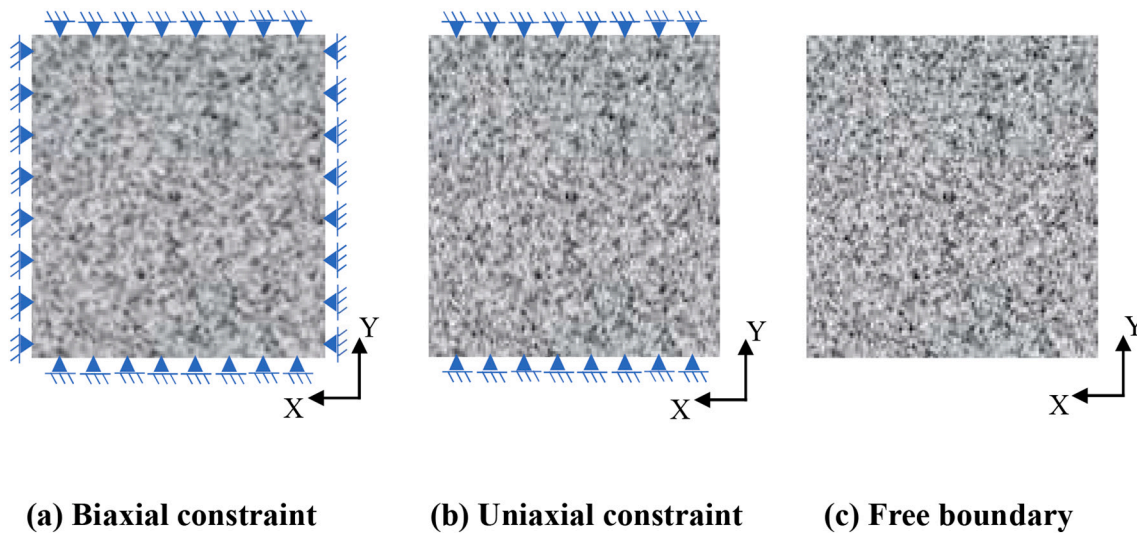 Y
X
Y
X
Y
X
(a) Biaxial constraint
(b) Uniaxial constraint
(c) Free boundary